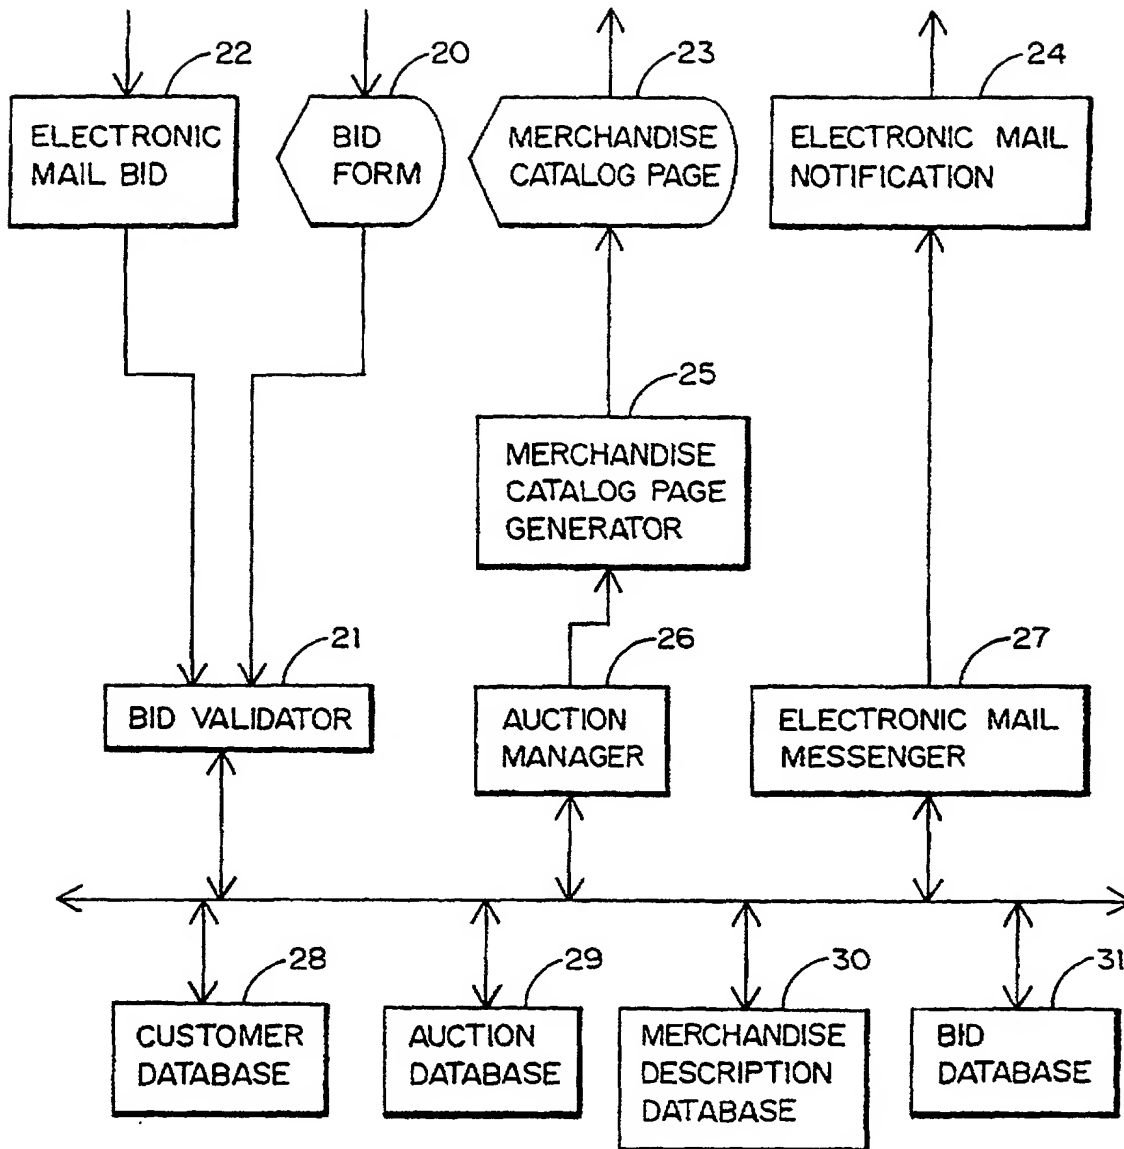 22
20
23
24
ELECTRONIC
MAIL BID
BID
FORM
MERCHANDISE
CATALOG PAGE
ELECTRONIC MAIL
NOTIFICATION
25
MERCHANDISE
CATALOG PAGE
GENERATOR
21
26
27
BID VALIDATOR
AUCTION
MANAGER
ELECTRONIC MAIL
MESSENGER
28
29
30
31
CUSTOMER
DATABASE
AUCTION
DATABASE
MERCHANDISE
DESCRIPTION
DATABASE
BID
DATABASE